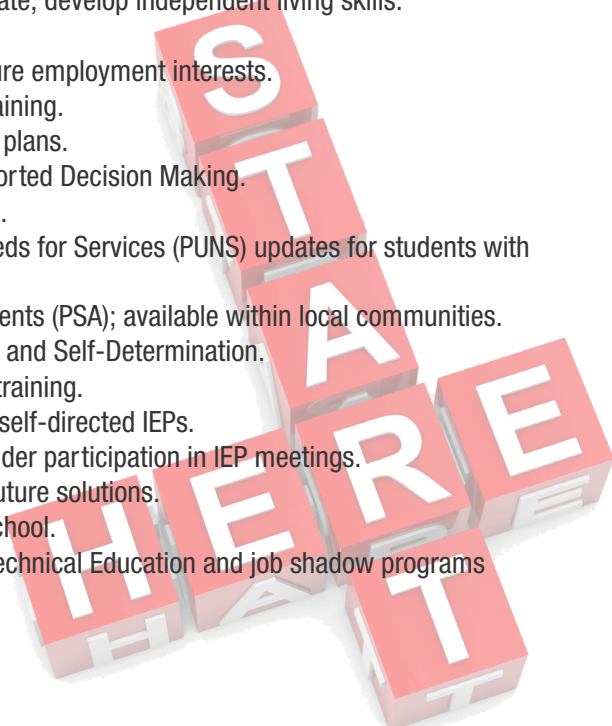 ate, develop independent living skills.
ure employment interests.
aining.
plans.
orted Decision Making.
.
eds for Services (PUNS) updates for students with
ents (PSA); available within local communities.
and Self-Determination.
training.
self-directed IEPs.
der participation in IEP meetings.
uture solutions.
chool.
echnical Education and job shadow programs
START
HERE